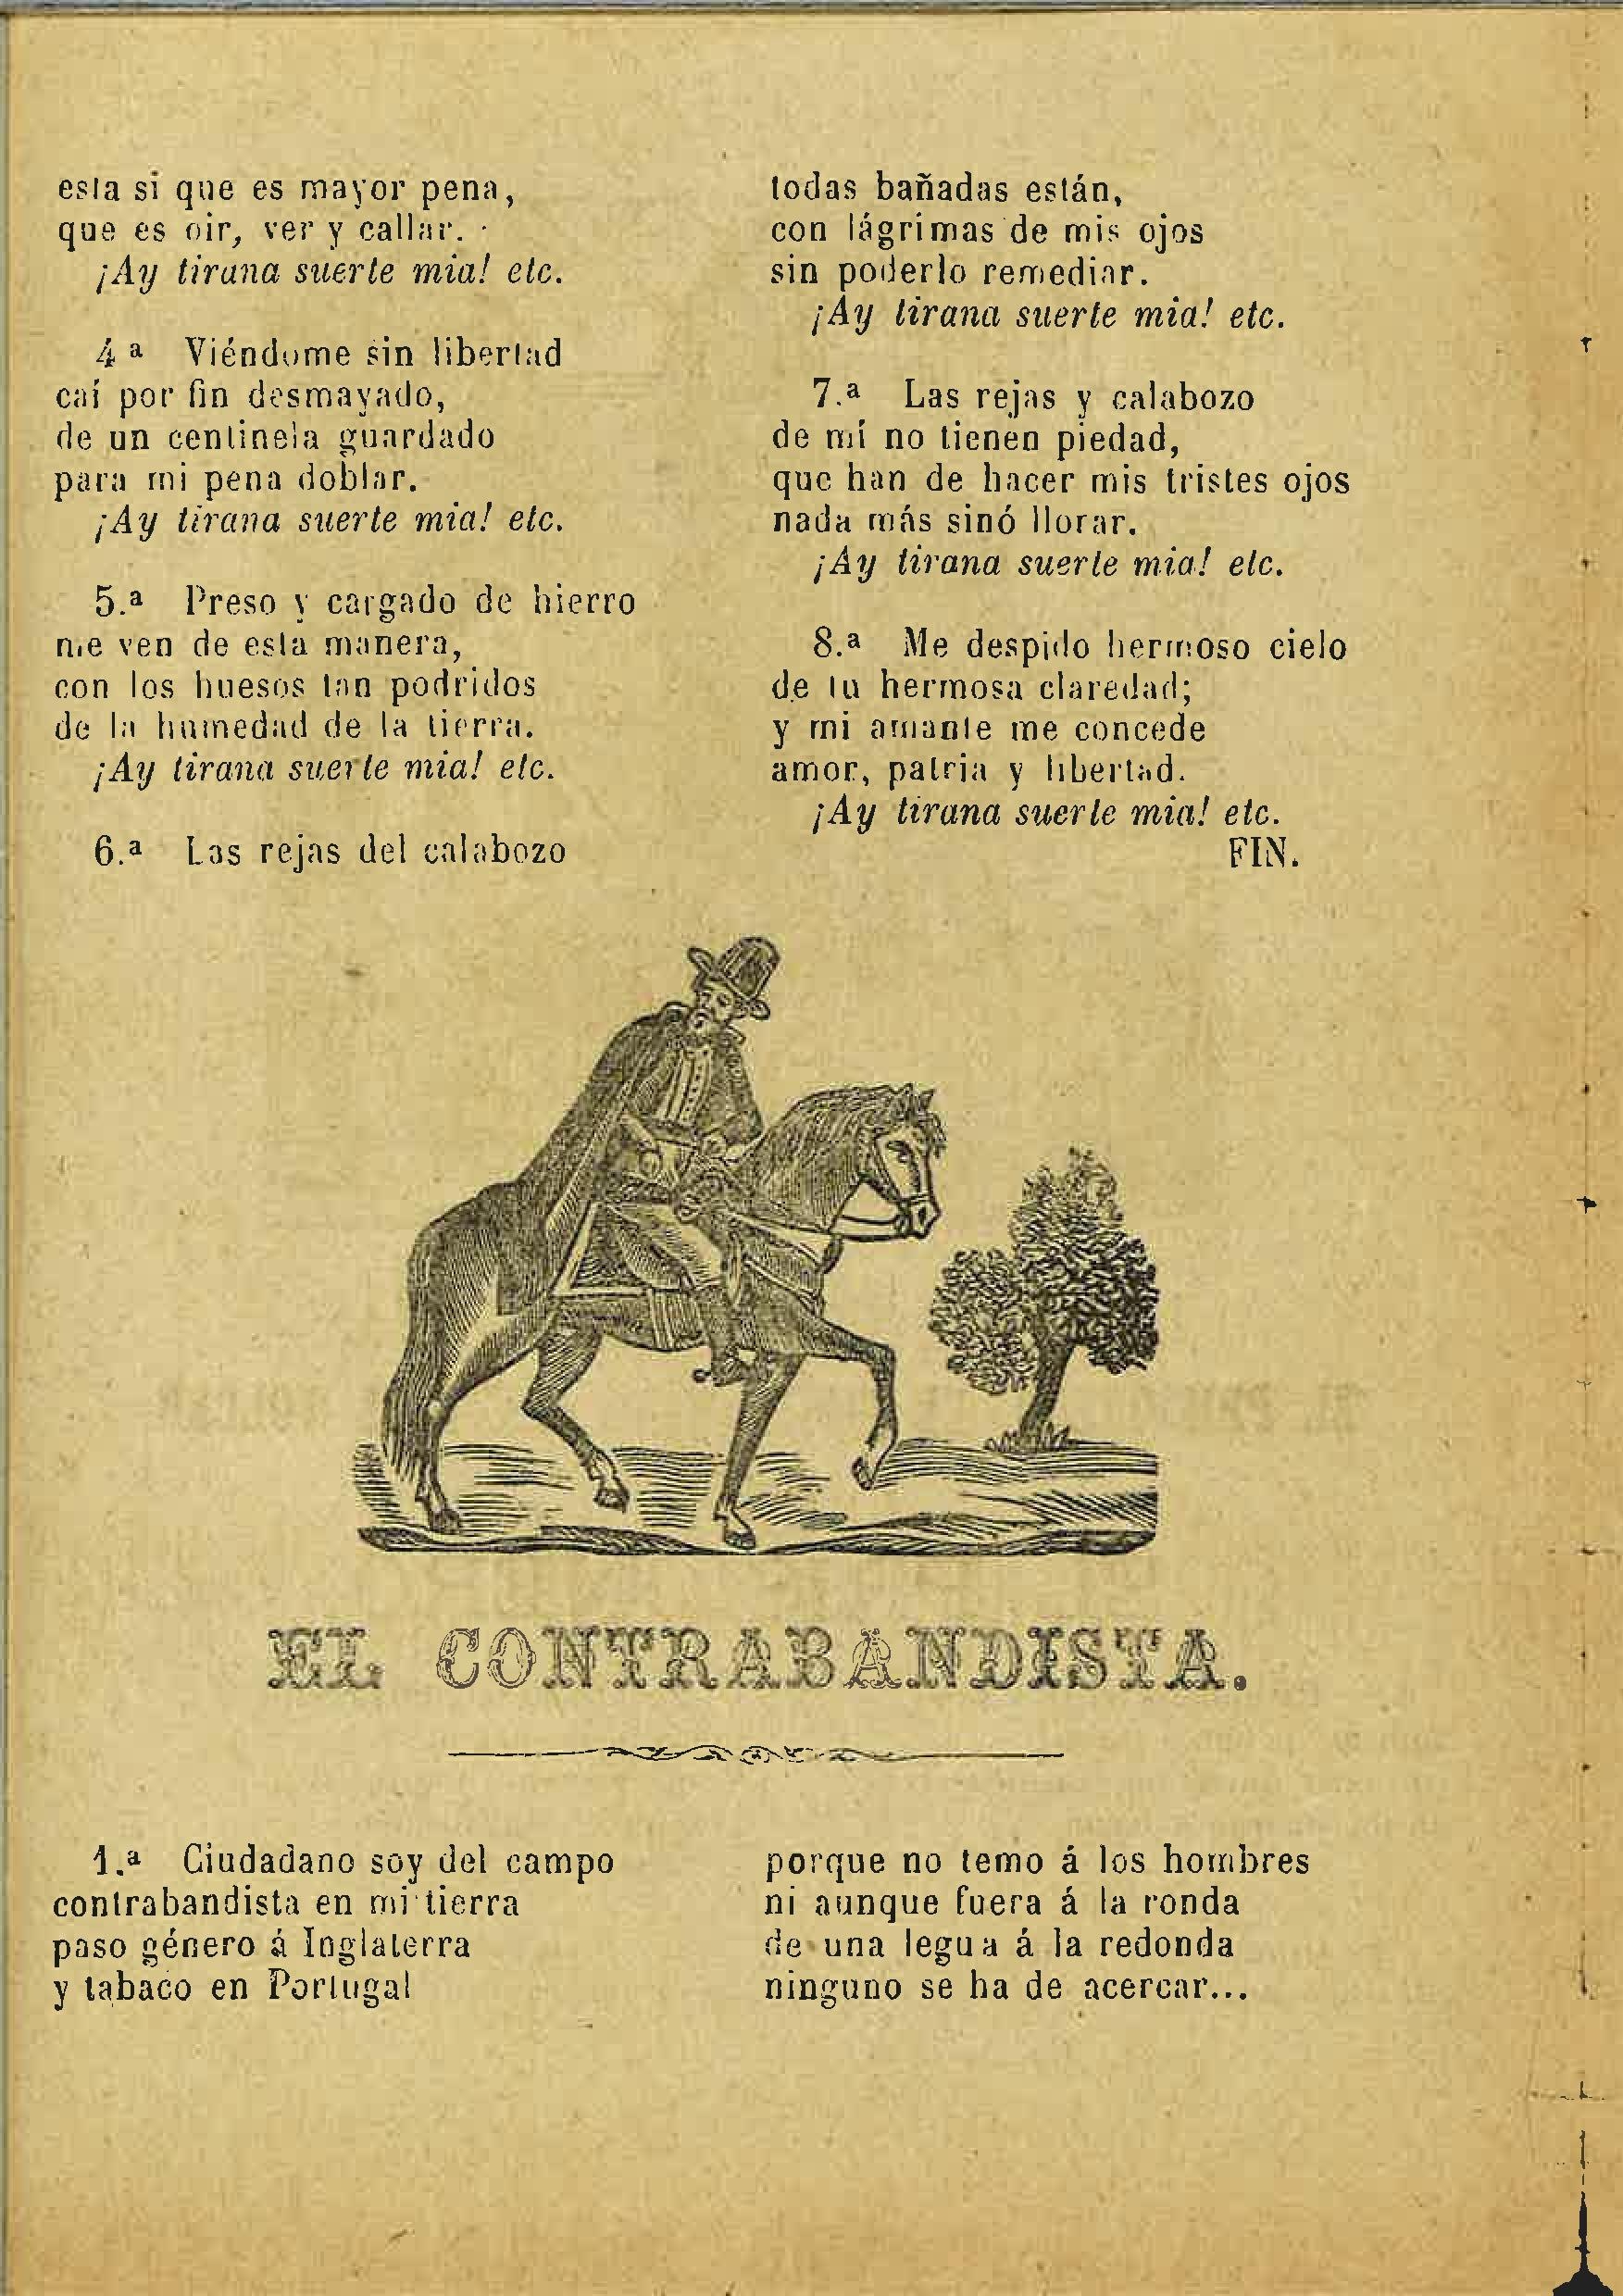 esta si que es mayor pena,
que es oir, ver y callar.
¡Ay tirana suerte mia! etc.
4ª Viéndome sin libertad
caí por fin desmayado,
de un centinela guardado
para mi pena doblar.
¡Ay tirana suerte mia! etc.
5.ª Preso y cargado de hierro
me ven de esta manera,
con los huesos tan podridos
de la humedad de la tierra.
¡Ay tirana suerte mia! etc.
6.ª Las rejas del calabozo
todas bañadas están,
con lágrimas de mis ojos
sin poderlo remediar.
¡Ay tirana suerte mia! etc.
7.ª Las rejas y calabozo
de mí no tienen piedad,
que han de hacer mis tristes ojos
nada más sinó llorar.
¡Ay tirana suerte mia! etc.
8.ª Me despido hermoso cielo
de tu hermosa claredad;
y mi amante me concede
amor, patria y libertad.
¡Ay tirana suerte mia! etc.
FIN.
EL CONTRABANDISTA.
1.ª Ciudadano soy del campo
contrabandista en mi tierra
paso género á Inglaterra
y tabaco en Portugal
porque no temo á los hombres
ni aunque fuera á la ronda
de una legua á la redonda
ninguno se ha de acercar...